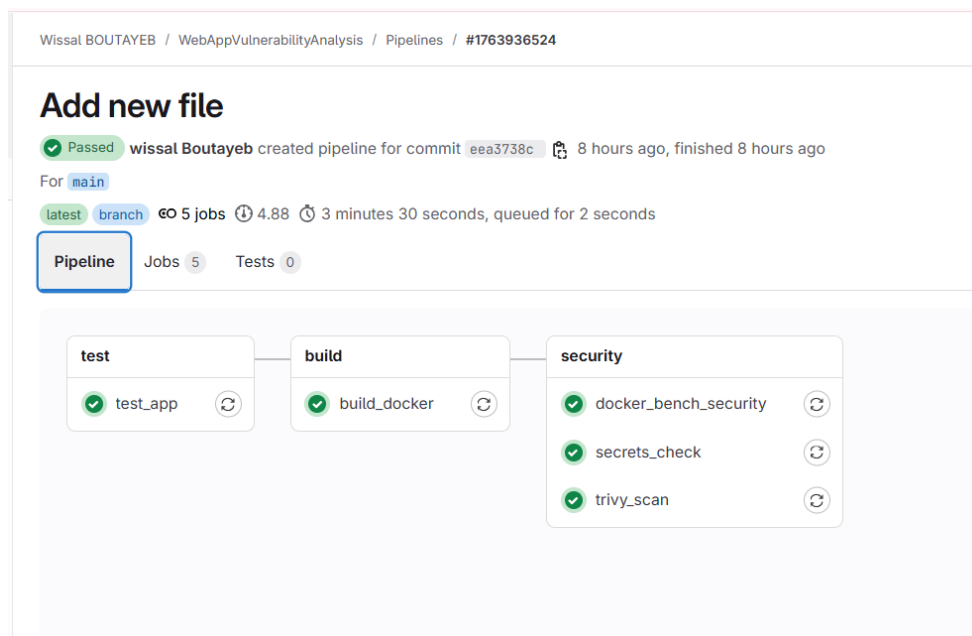 Wissal BOUTAYEB / WebAppVulnerabilityAnalysis / Pipelines / #1763936524
Add new file
Passed wissal Boutayeb created pipeline for commit eea3738c 8 hours ago, finished 8 hours ago
For main
latest branch 5 jobs 4.88 3 minutes 30 seconds, queued for 2 seconds
Pipeline Jobs 5 Tests 0
test
test_app
build
build_docker
security
docker_bench_security
secrets_check
trivy_scan